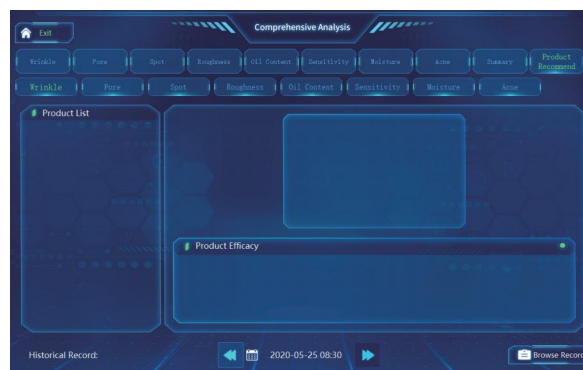 Comprehensive Analysis
Exit
Wrinkle Pore Spot Roughness Oil Content Sensitivity Moisture Acne Summary Product Recommend
Wrinkle Pore Spot Roughness Oil Content Sensitivity Moisture Acne
Product List
Product Efficacy
Historical Record: 2020-05-25 08:30 Browse Record